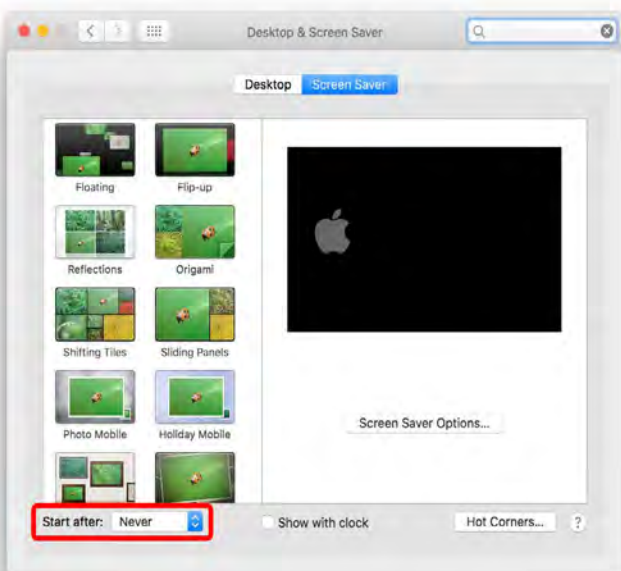 Desktop & Screen Saver
Desktop Screen Saver
Floating Flip-up
Reflections Origami
Shifting Tiles Sliding Panels
Photo Mobile Holiday Mobile
Screen Saver Options...
Start after: Never Show with clock Hot Corners... ?